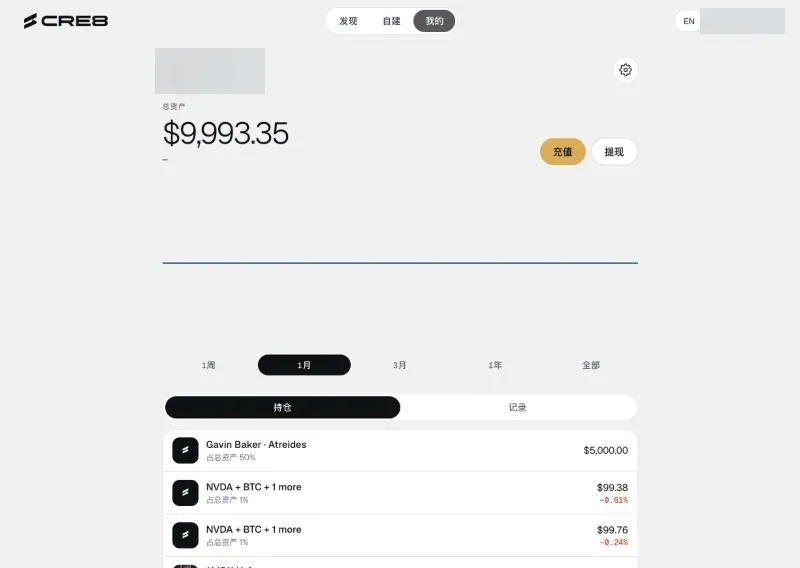 CRE8
发现 自建 我的
EN
总资产
$9,993.35
–
充值 提现
1周 1月 3月 1年 全部
持仓 记录
Gavin Baker · Atreides
占总资产 50%
$5,000.00
NVDA + BTC + 1 more
占总资产 1%
$99.38
-0.61%
NVDA + BTC + 1 more
占总资产 1%
$99.76
-0.24%